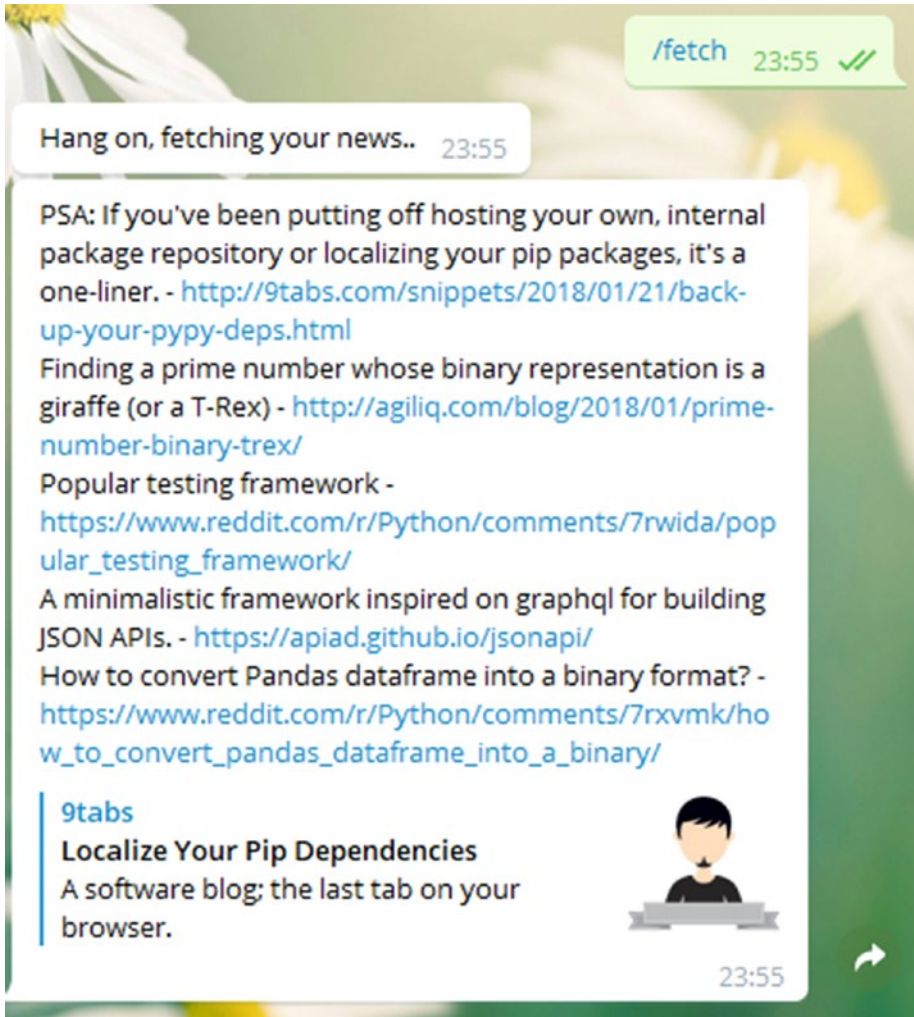 /fetch 23:55
Hang on, fetching your news.. 23:55
PSA: If you've been putting off hosting your own, internal
package repository or localizing your pip packages, it's a
one-liner. - http://9tabs.com/snippets/2018/01/21/back-
up-your-pypy-deps.html
Finding a prime number whose binary representation is a
giraffe (or a T-Rex) - http://agiliq.com/blog/2018/01/prime-
number-binary-trex/
Popular testing framework -
https://www.reddit.com/r/Python/comments/7rwida/pop
ular_testing_framework/
A minimalistic framework inspired on graphql for building
JSON APIs. - https://apiad.github.io/jsonapi/
How to convert Pandas dataframe into a binary format? -
https://www.reddit.com/r/Python/comments/7rxvmk/ho
w_to_convert_pandas_dataframe_into_a_binary/
9tabs
Localize Your Pip Dependencies
A software blog; the last tab on your
browser.
23:55